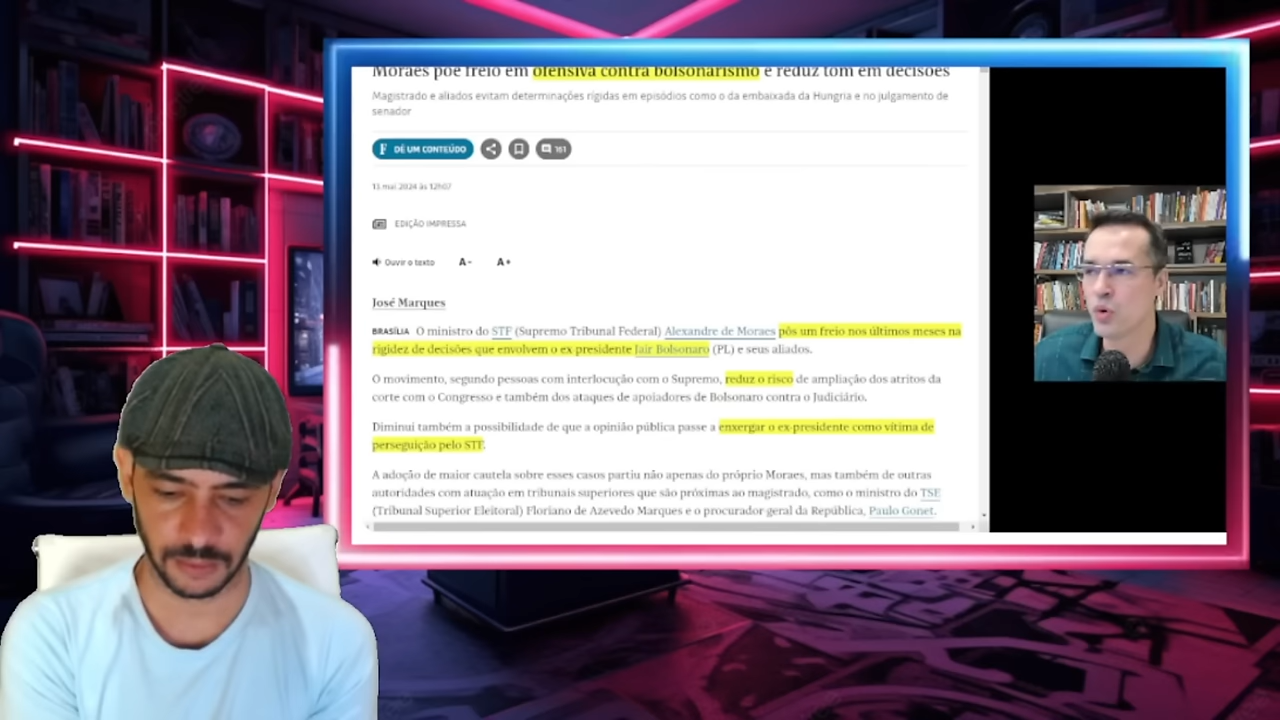 Moraes põe freio em ofensiva contra bolsonarismo e reduz tom em decisões
Magistrado e aliados evitam determinações rígidas em episódios como o da embaixada da Hungria e no julgamento de
senador
F DÊ UM CONTEÚDO 161
13.mai.2024 às 12h07
EDIÇÃO IMPRESSA
Ouvir o texto A- A+
José Marques
BRASÍLIA O ministro do STF (Supremo Tribunal Federal) Alexandre de Moraes pôs um freio nos últimos meses na
rigidez de decisões que envolvem o ex-presidente Jair Bolsonaro (PL) e seus aliados.
O movimento, segundo pessoas com interlocução com o Supremo, reduz o risco de ampliação dos atritos da
corte com o Congresso e também dos ataques de apoiadores de Bolsonaro contra o Judiciário.
Diminui também a possibilidade de que a opinião pública passe a enxergar o ex-presidente como vítima de
perseguição pelo STF.
A adoção de maior cautela sobre esses casos partiu não apenas do próprio Moraes, mas também de outras
autoridades com atuação em tribunais superiores que são próximas ao magistrado, como o ministro do TSE
(Tribunal Superior Eleitoral) Floriano de Azevedo Marques e o procurador-geral da República, Paulo Gonet.